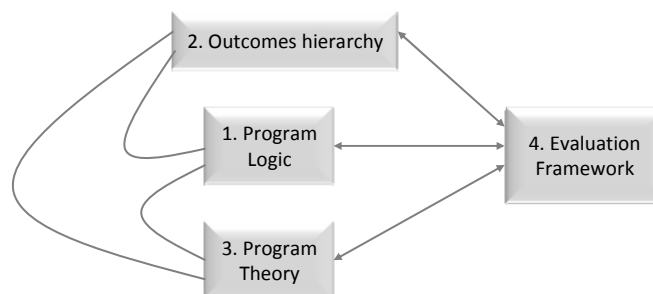 2. Outcomes hierarchy
1. Program
Logic
4. Evaluation
Framework
3. Program
Theory